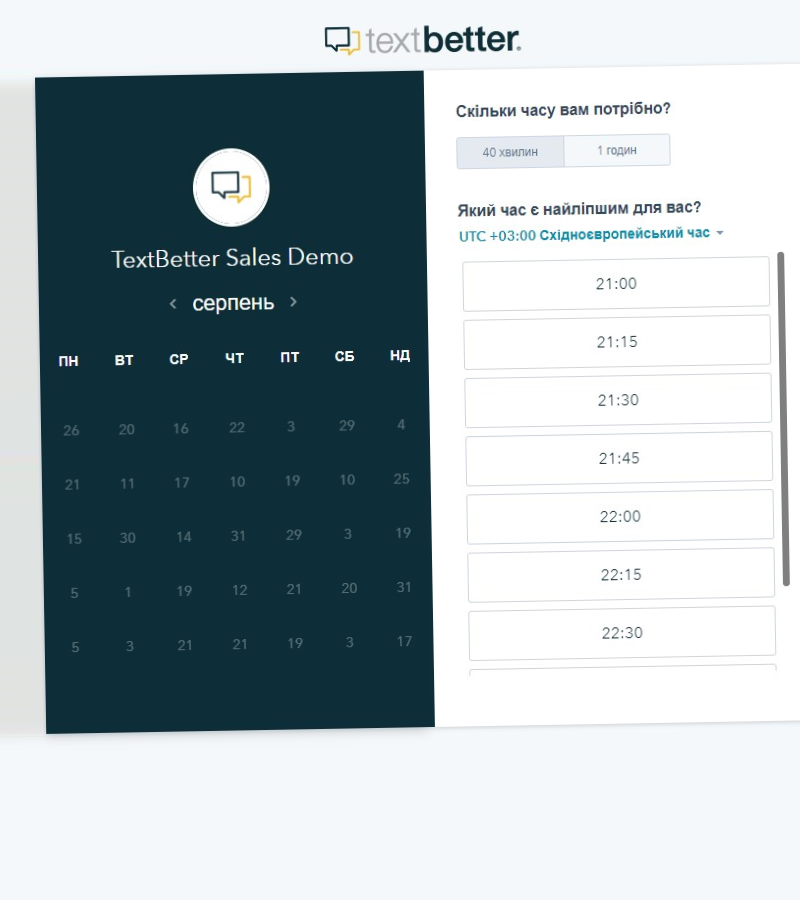 textbetter.
TextBetter Sales Demo
серпень
ПН ВТ СР ЧТ ПТ СБ НД
26 20 16 22 3 29 4
21 11 17 10 19 10 25
15 30 14 31 29 3 19
5 1 19 12 21 20 31
5 3 21 21 19 3 17
Скільки часу вам потрібно?
40 хвилин 1 годин
Який час є найліпшим для вас?
UTC +03:00 Східноєвропейський час
21:00
21:15
21:30
21:45
22:00
22:15
22:30